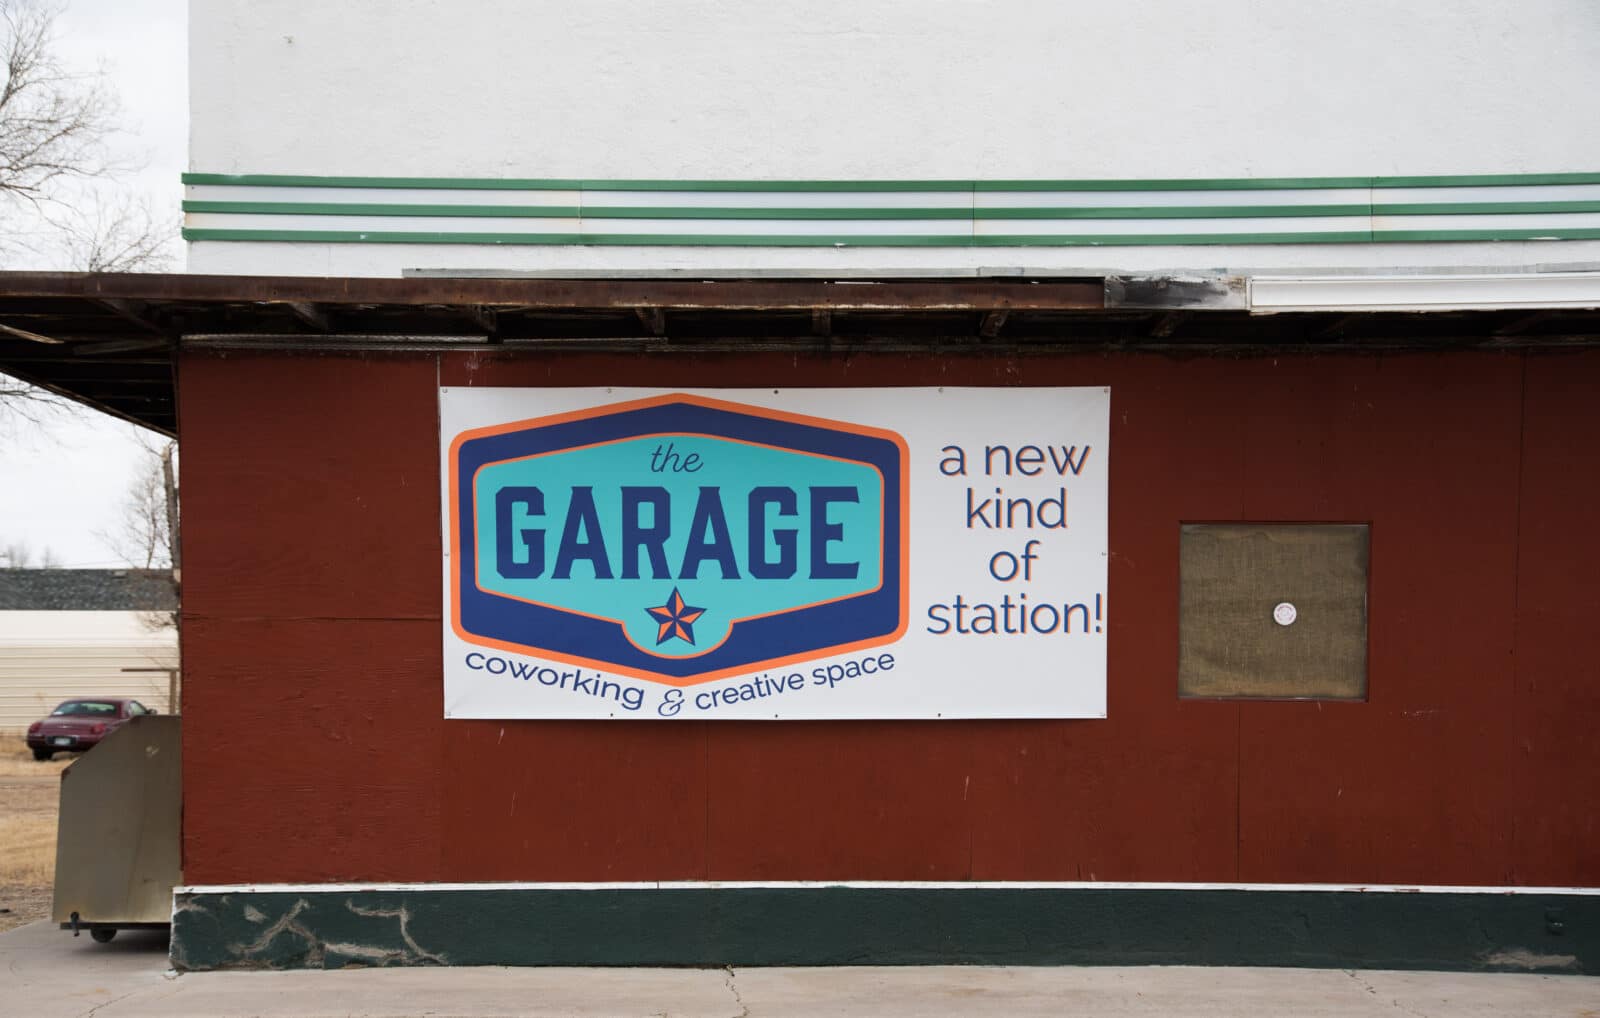 the
GARAGE
coworking & creative space
a new
kind
of
station!